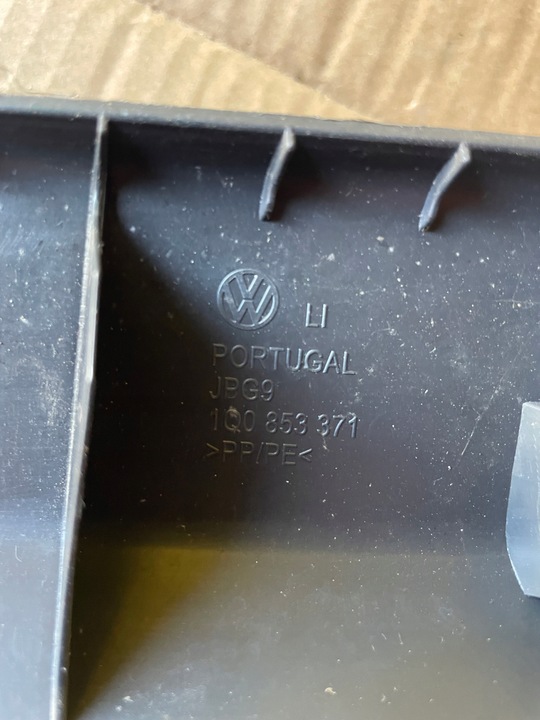 LI
PORTUGAL
JBG9
1Q0 853 371
>PP/PE<